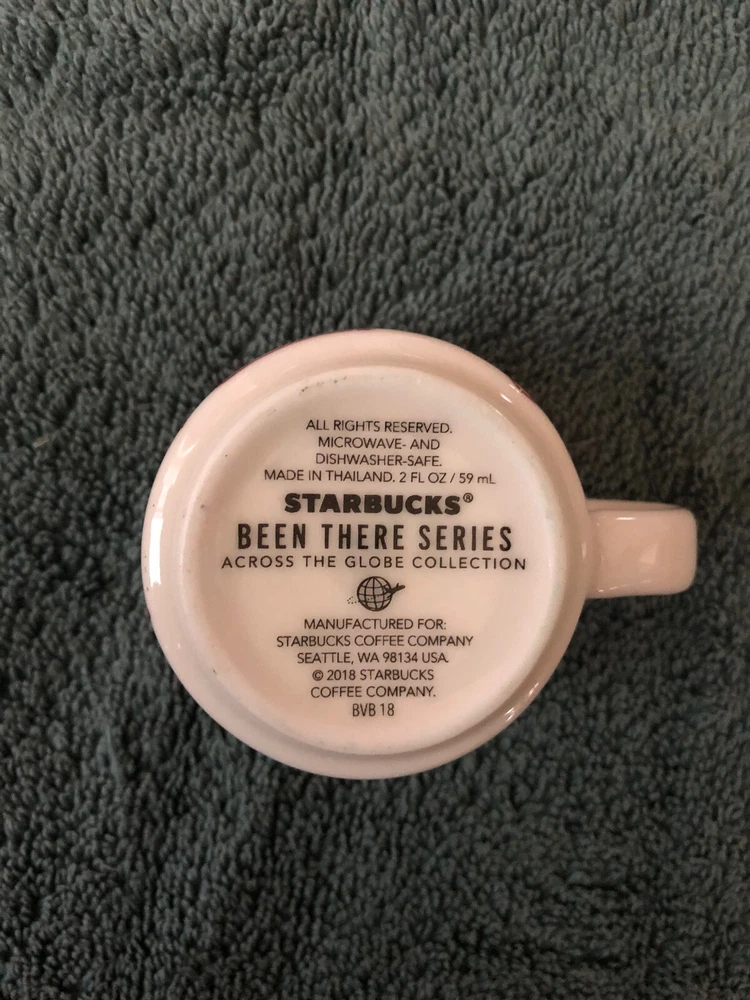 ALL RIGHTS RESERVED.
MICROWAVE- AND
DISHWASHER-SAFE.
MADE IN THAILAND. 2 FL OZ / 59 mL
STARBUCKS®
BEEN THERE SERIES
ACROSS THE GLOBE COLLECTION
MANUFACTURED FOR:
STARBUCKS COFFEE COMPANY
SEATTLE, WA 98134 USA.
© 2018 STARBUCKS
COFFEE COMPANY.
BVB 18